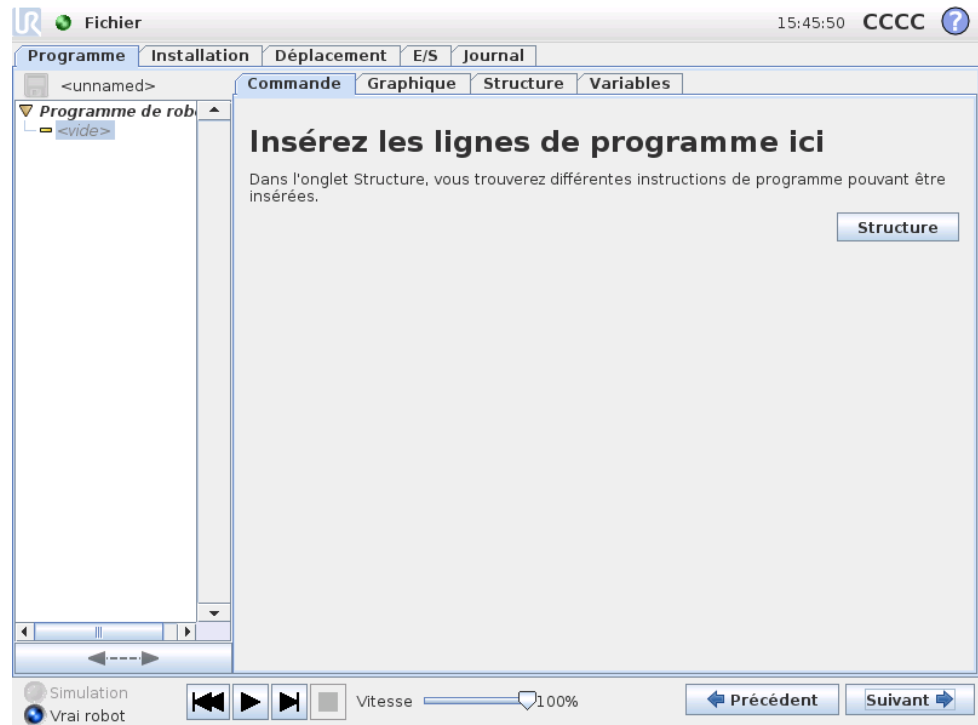 UR Fichier 15:45:50 CCCC ?
Programme Installation Déplacement E/S Journal
<unnamed>
Commande Graphique Structure Variables
Programme de rob
<vide>
Insérez les lignes de programme ici
Dans l'onglet Structure, vous trouverez différentes instructions de programme pouvant être
insérées.
Structure
Simulation
Vrai robot
Vitesse 100%
Précédent Suivant